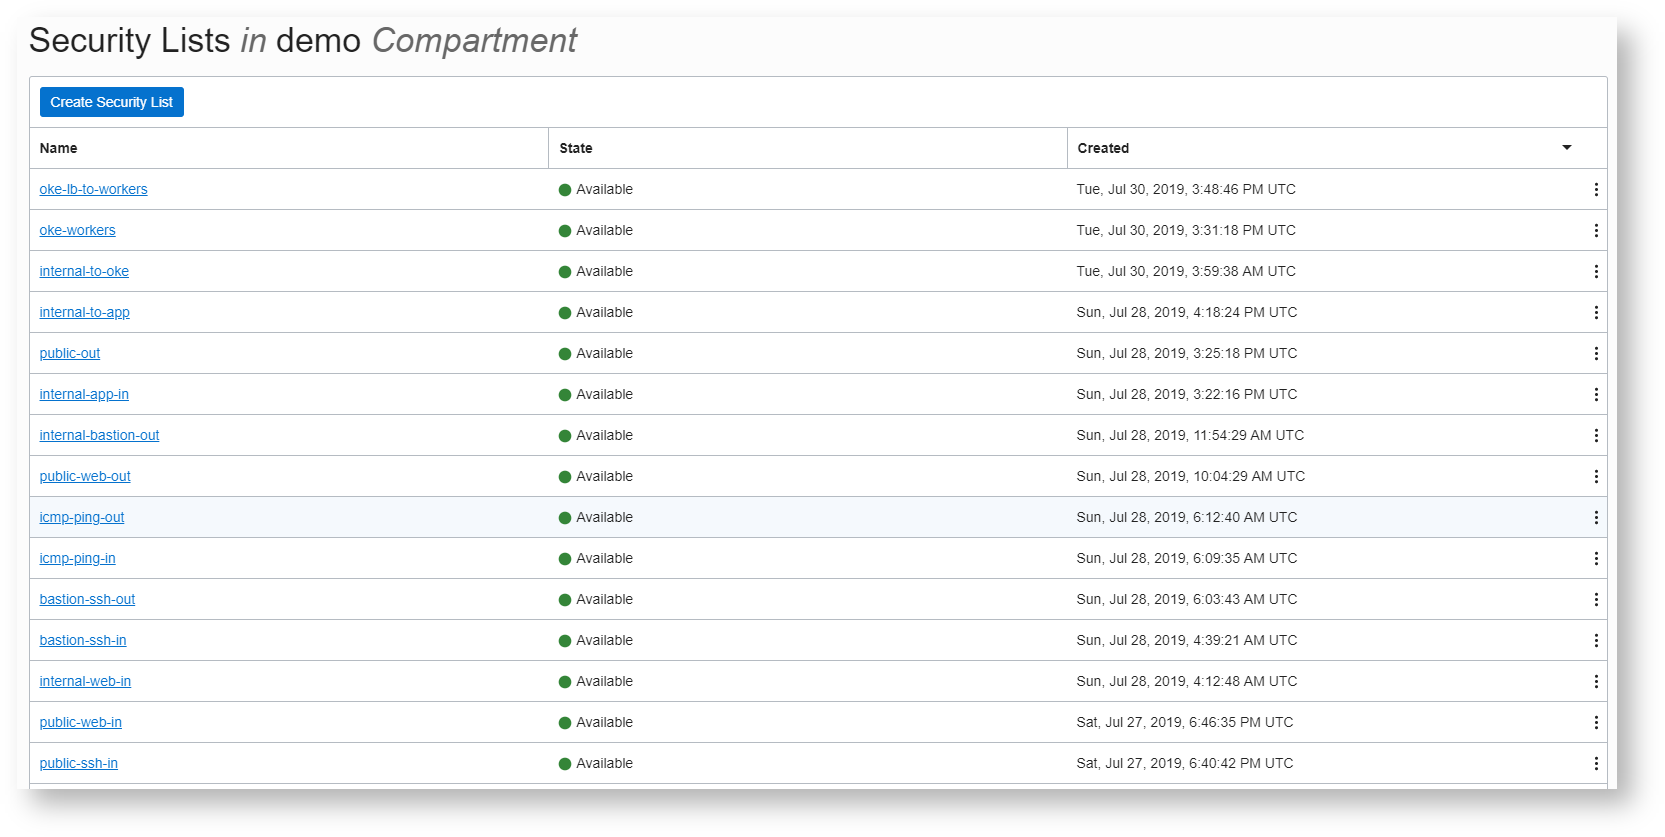 Security Lists in demo Compartment
Create Security List
Name State Created
oke-lb-to-workers Available Tue, Jul 30, 2019, 3:48:46 PM UTC
oke-workers Available Tue, Jul 30, 2019, 3:31:18 PM UTC
internal-to-oke Available Tue, Jul 30, 2019, 3:59:38 AM UTC
internal-to-app Available Sun, Jul 28, 2019, 4:18:24 PM UTC
public-out Available Sun, Jul 28, 2019, 3:25:18 PM UTC
internal-app-in Available Sun, Jul 28, 2019, 3:22:16 PM UTC
internal-bastion-out Available Sun, Jul 28, 2019, 11:54:29 AM UTC
public-web-out Available Sun, Jul 28, 2019, 10:04:29 AM UTC
icmp-ping-out Available Sun, Jul 28, 2019, 6:12:40 AM UTC
icmp-ping-in Available Sun, Jul 28, 2019, 6:09:35 AM UTC
bastion-ssh-out Available Sun, Jul 28, 2019, 6:03:43 AM UTC
bastion-ssh-in Available Sun, Jul 28, 2019, 4:39:21 AM UTC
internal-web-in Available Sun, Jul 28, 2019, 4:12:48 AM UTC
public-web-in Available Sat, Jul 27, 2019, 6:46:35 PM UTC
public-ssh-in Available Sat, Jul 27, 2019, 6:40:42 PM UTC